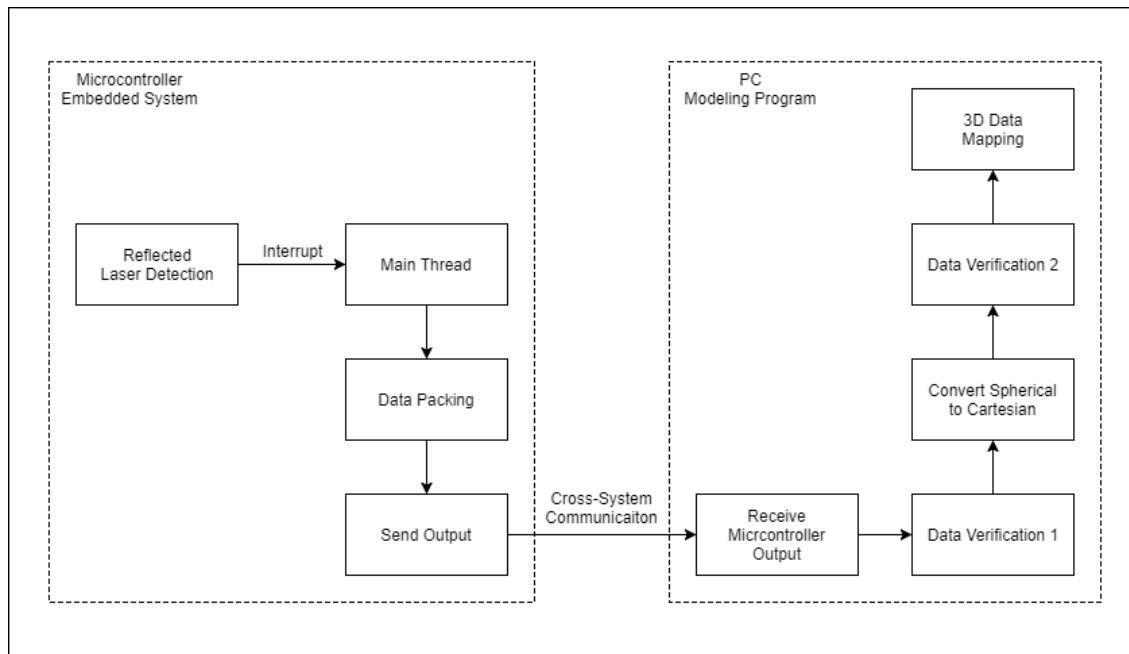 Microcontroller
Embedded System
Reflected
Laser Detection
Interrupt
Main Thread
Data Packing
Send Output
Cross-System
Communicaiton
PC
Modeling Program
Receive
Micrcontroller
Output
Data Verification 1
Convert Spherical
to Cartesian
Data Verification 2
3D Data
Mapping